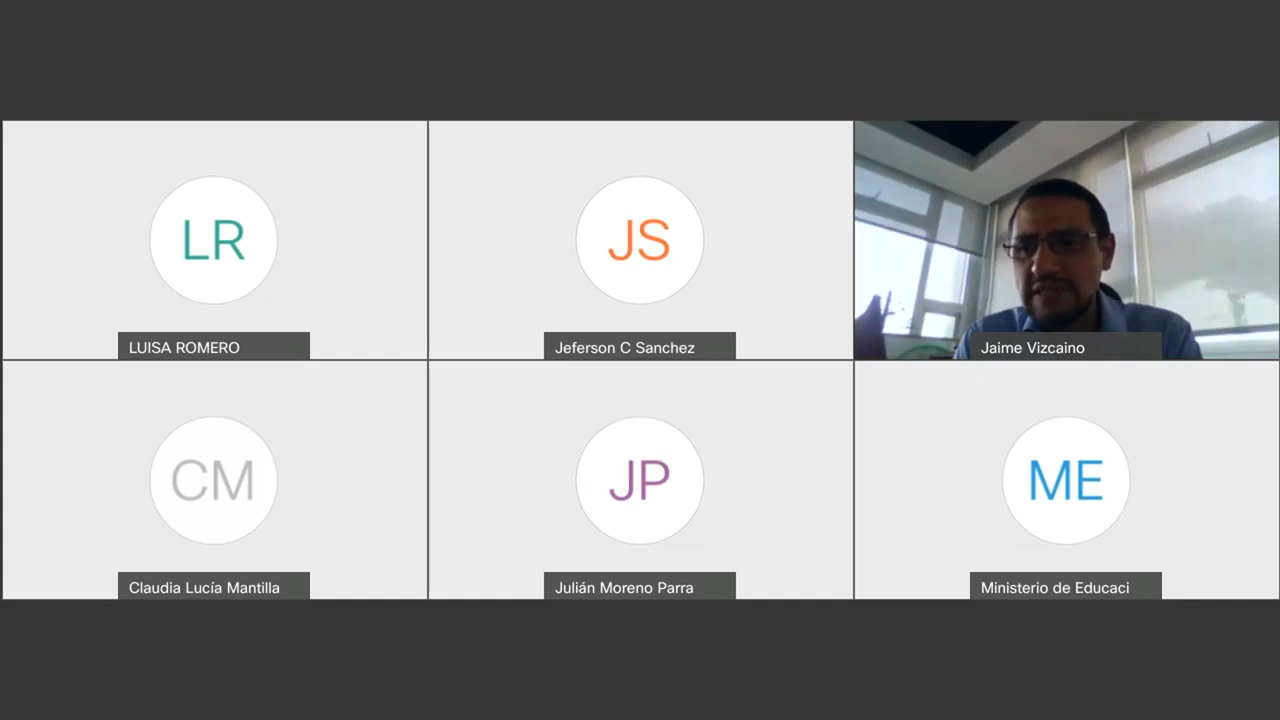 LR
LUISA ROMERO
JS
Jeferson C Sanchez
Jaime Vizcaino
CM
Claudia Lucía Mantilla
JP
Julián Moreno Parra
ME
Ministerio de Educaci